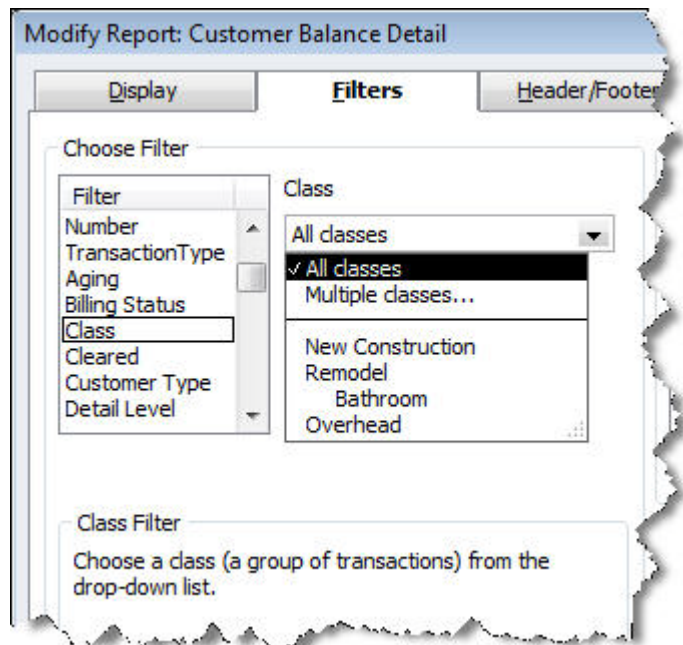 Modify Report: Customer Balance Detail
Display
Filters
Header/Footer
Choose Filter
Filter
Number
TransactionType
Aging
Billing Status
Class
Cleared
Customer Type
Detail Level
Class
All classes
✓ All classes
Multiple classes...
New Construction
Remodel
Bathroom
Overhead
Class Filter
Choose a class (a group of transactions) from the
drop-down list.